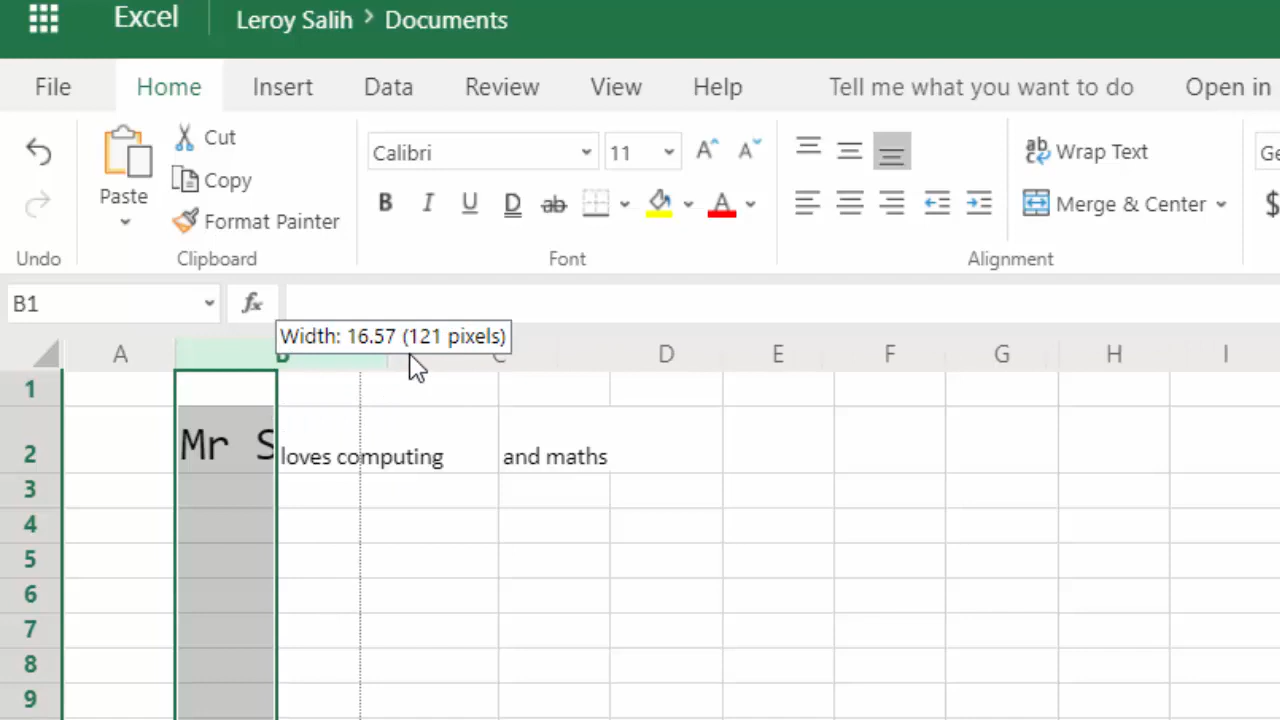 Excel Leroy Salih > Documents
File Home Insert Data Review View Help Tell me what you want to do Open in
Cut
Copy
Paste
Format Painter
Calibri 11 A A
B I U D ab A
ab c Wrap Text
Merge & Center $
Undo Clipboard Font Alignment
B1 fx
Width: 16.57 (121 pixels)
A B C D E F G H I
1
2 Mr S loves computing and maths
3
4
5
6
7
8
9